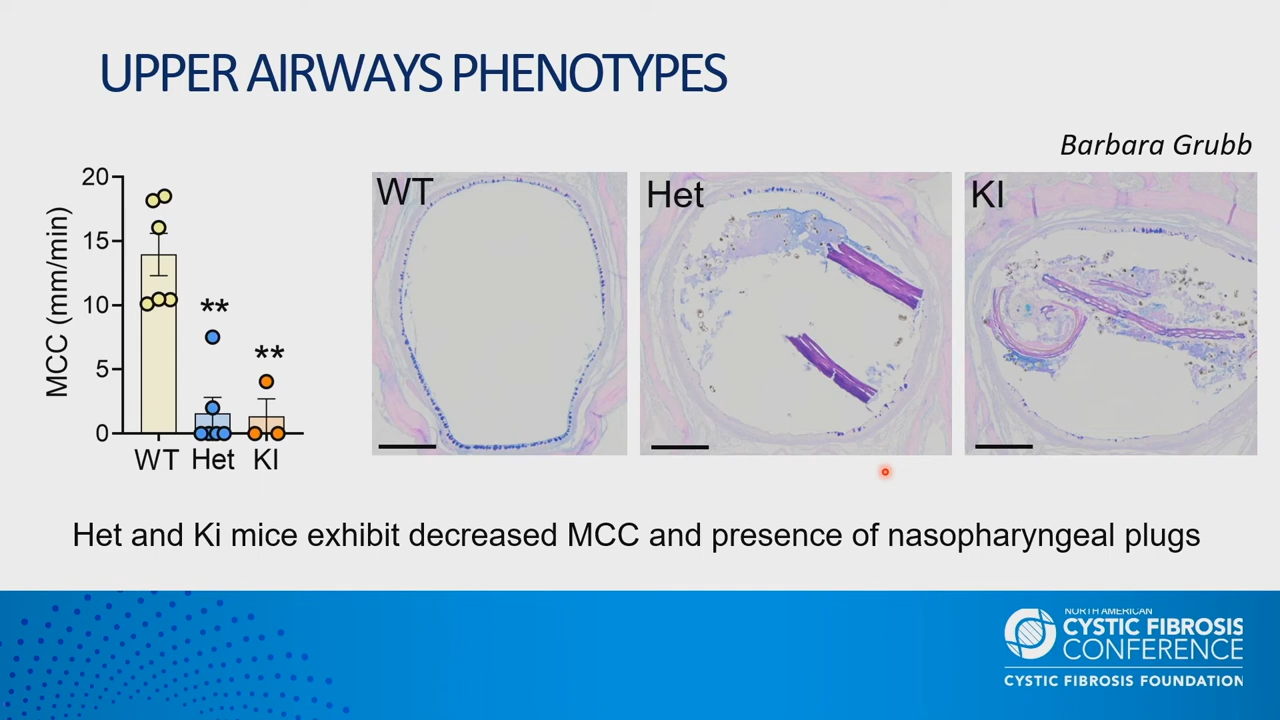 UPPER AIRWAYS PHENOTYPES
Barbara Grubb
MCC (mm/min)
20
15
10
5
0
**
**
WT
Het
KI
WT
Het
KI
Het and Ki mice exhibit decreased MCC and presence of nasopharyngeal plugs
NORTH AMERICAN
CYSTIC FIBROSIS
CONFERENCE
CYSTIC FIBROSIS FOUNDATION